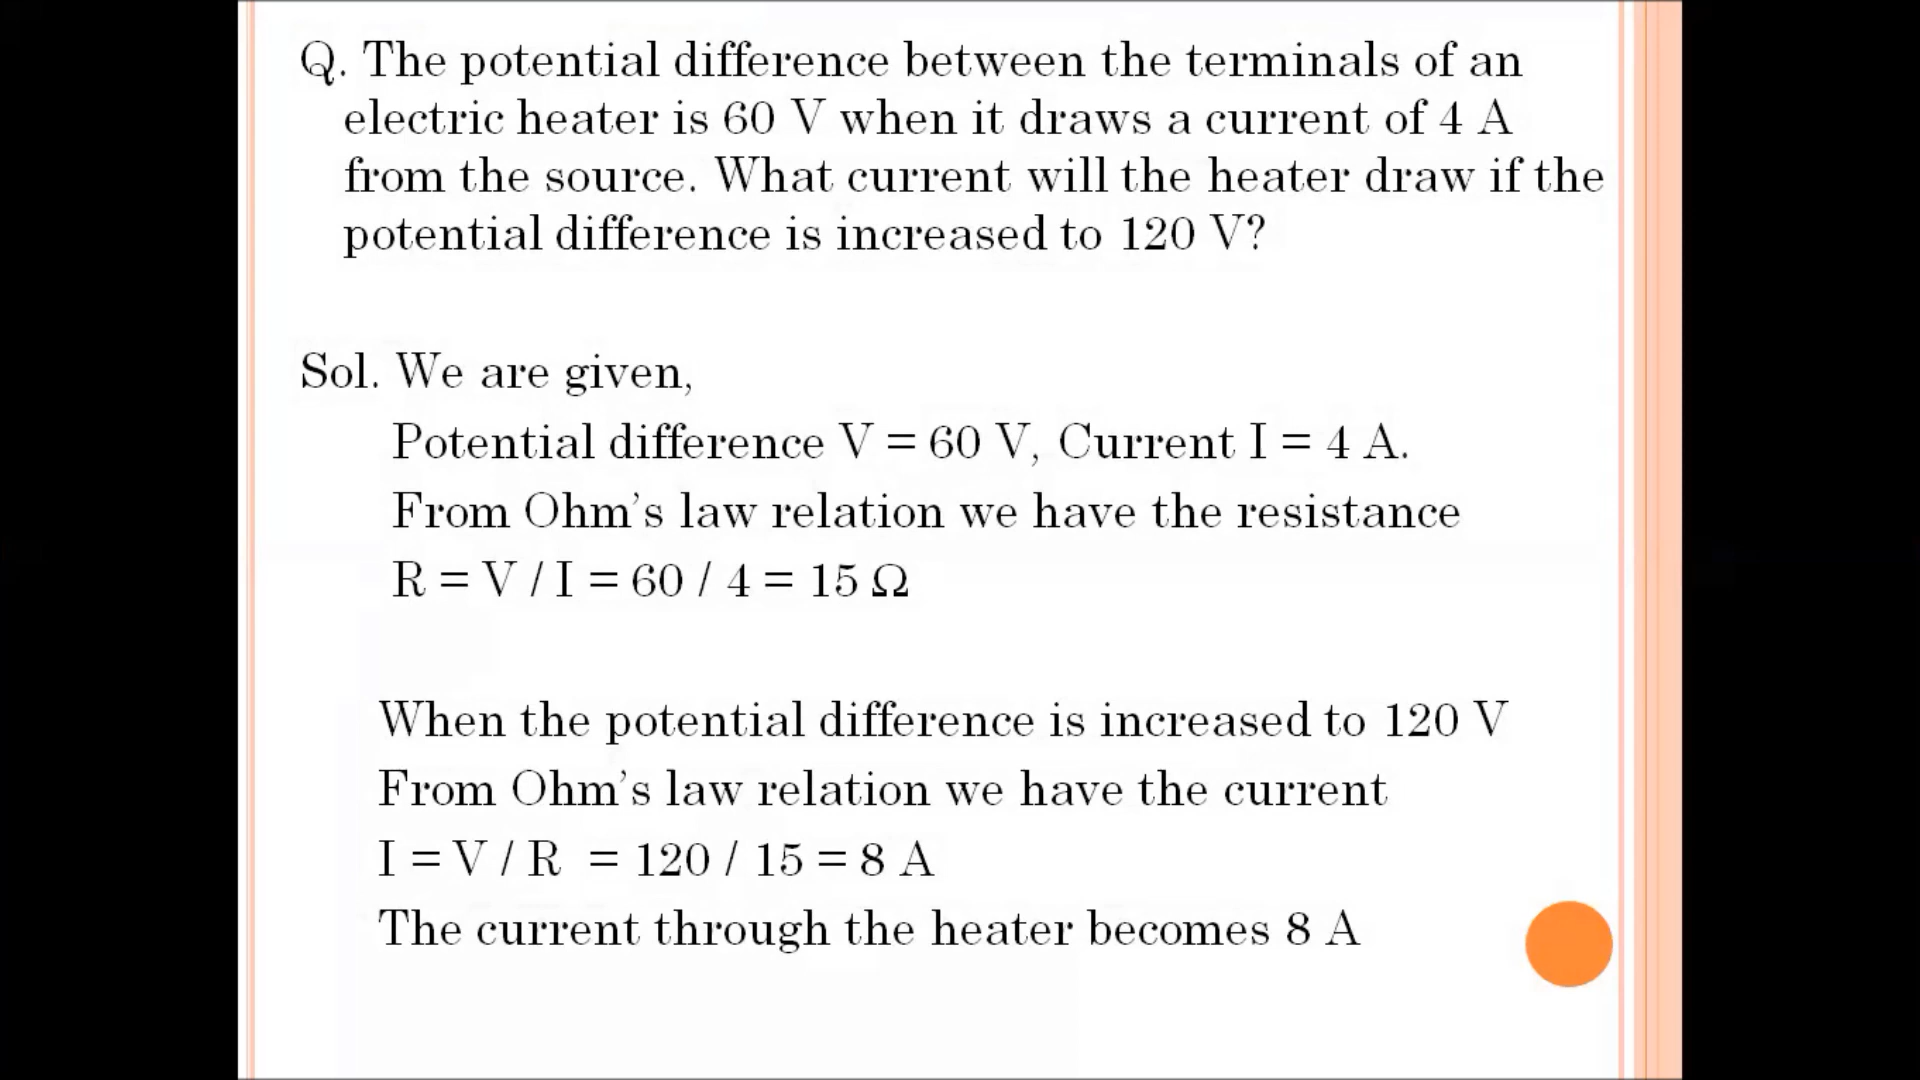 Q. The potential difference between the terminals of an
electric heater is 60 V when it draws a current of 4 A
from the source. What current will the heater draw if the
potential difference is increased to 120 V?
Sol. We are given,
Potential difference V = 60 V, Current I = 4 A.
From Ohm’s law relation we have the resistance
R = V / I = 60 / 4 = 15 Ω
When the potential difference is increased to 120 V
From Ohm’s law relation we have the current
I = V / R  = 120 / 15 = 8 A
The current through the heater becomes 8 A